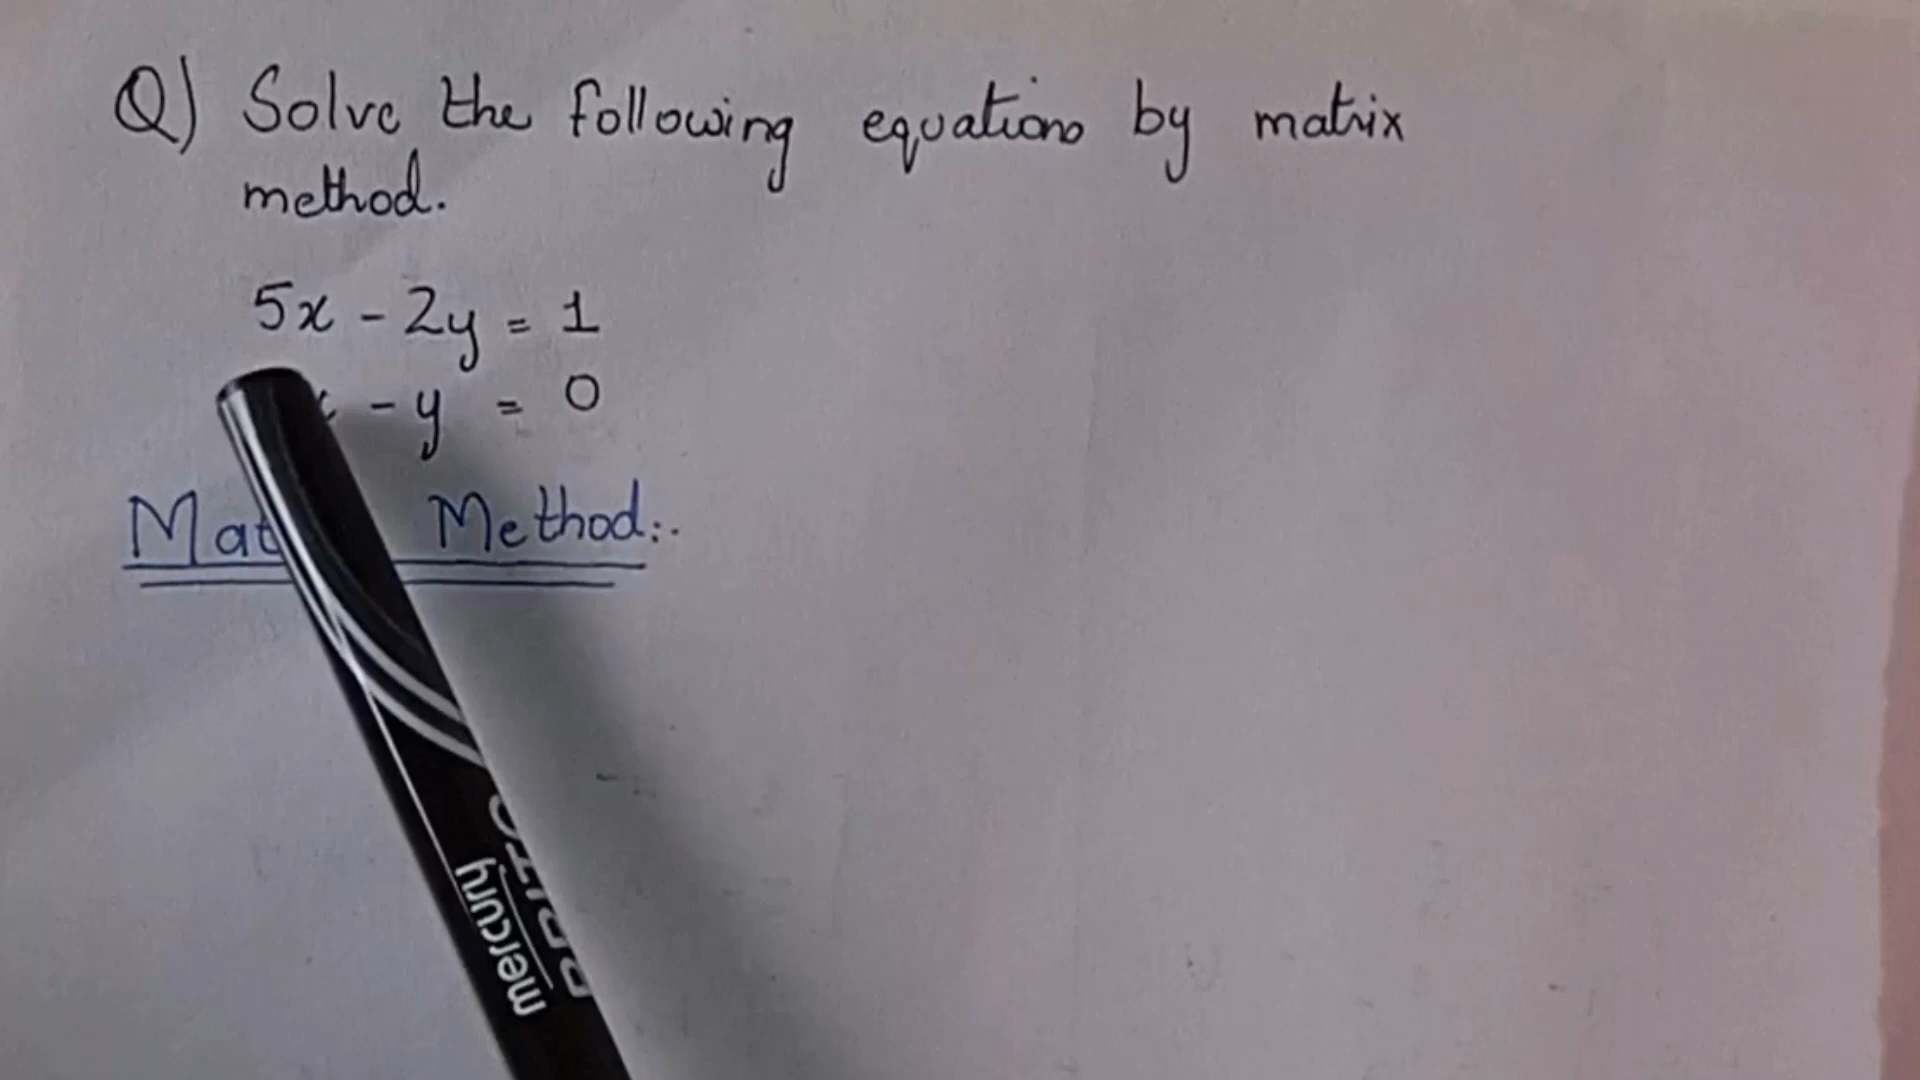 Q) Solve the following equations by matrix
method.
5x - 2y = 1
- y = 0
Method:.
mercury